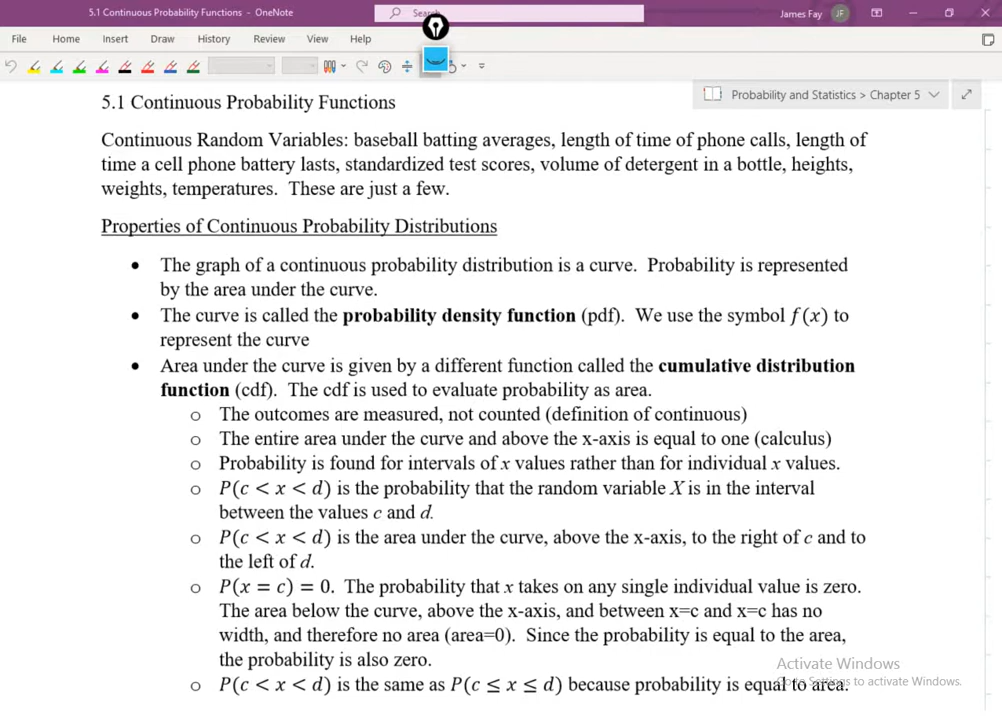 5.1 Continuous Probability Functions - OneNote
Search
James Fay JF
File Home Insert Draw History Review View Help
Probability and Statistics > Chapter 5
5.1 Continuous Probability Functions
Continuous Random Variables: baseball batting averages, length of time of phone calls, length of
time a cell phone battery lasts, standardized test scores, volume of detergent in a bottle, heights,
weights, temperatures. These are just a few.
Properties of Continuous Probability Distributions
• The graph of a continuous probability distribution is a curve. Probability is represented
by the area under the curve.
• The curve is called the probability density function (pdf). We use the symbol f(x) to
represent the curve
• Area under the curve is given by a different function called the cumulative distribution
function (cdf). The cdf is used to evaluate probability as area.
o The outcomes are measured, not counted (definition of continuous)
o The entire area under the curve and above the x-axis is equal to one (calculus)
o Probability is found for intervals of x values rather than for individual x values.
o P(c < x < d) is the probability that the random variable X is in the interval
between the values c and d.
o P(c < x < d) is the area under the curve, above the x-axis, to the right of c and to
the left of d.
o P(x = c) = 0. The probability that x takes on any single individual value is zero.
The area below the curve, above the x-axis, and between x=c and x=c has no
width, and therefore no area (area=0). Since the probability is equal to the area,
the probability is also zero.
o P(c < x < d) is the same as P(c ≤ x ≤ d) because probability is equal to area.
Activate Windows
Go to Settings to activate Windows.